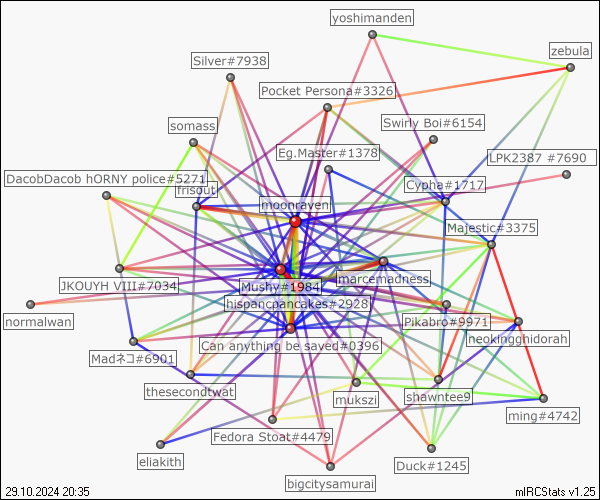 yoshimanden
zebula
Silver#7938
Pocket Persona#3326
somass
Swirly Boi#6154
Eg.Master#1378
LPK2387 #7690
DacobDacob hORNY police#5271
frisout
Cypha#1717
moonraven
Majestic#3375
JKOUYH VIII#7034
Mushy#1984
marcemadness
hispancpancakes#2928
normalwan
Pikabro#9971
heokingghidorah
Can anything be saved#0396
Madネコ#6901
thesecondtwat
mukszi
shawntee9
ming#4742
Fedora Stoat#4479
eliakith
Duck#1245
bigcitysamurai
29.10.2024 20:35
mIRCStats v1.25